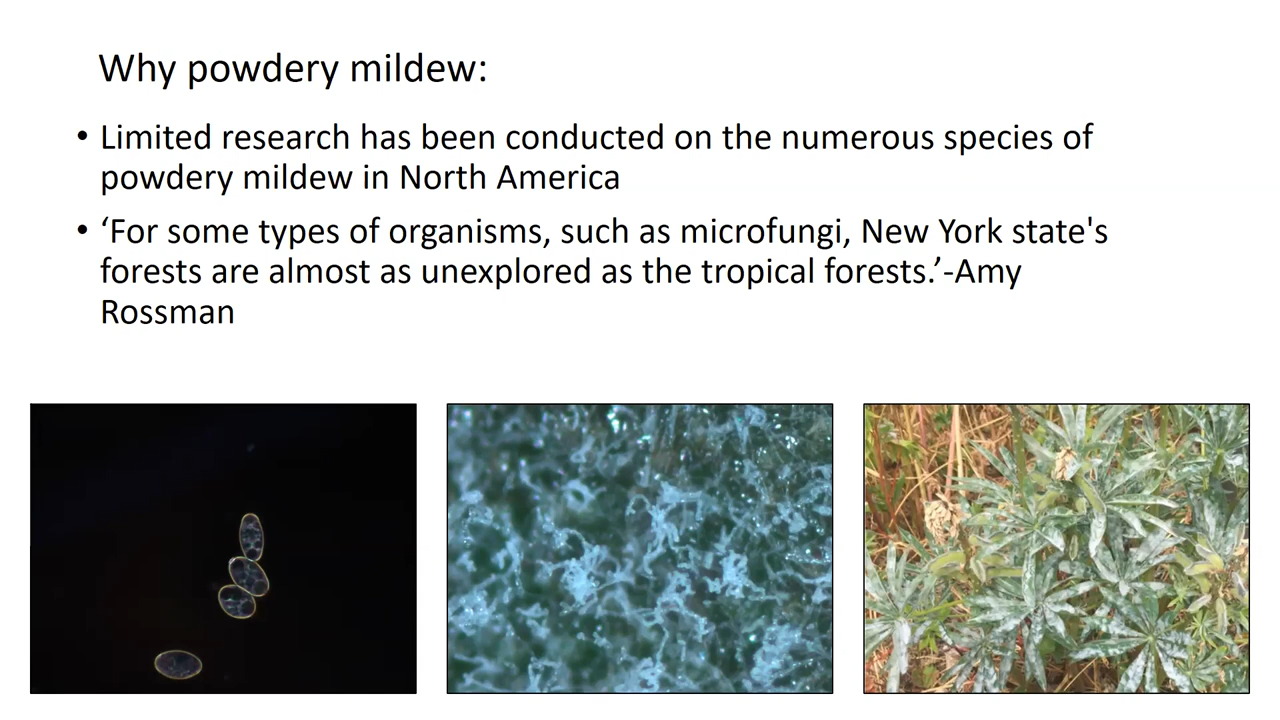 Why powdery mildew:
• Limited research has been conducted on the numerous species of
powdery mildew in North America
• ‘For some types of organisms, such as microfungi, New York state's
forests are almost as unexplored as the tropical forests.’-Amy
Rossman